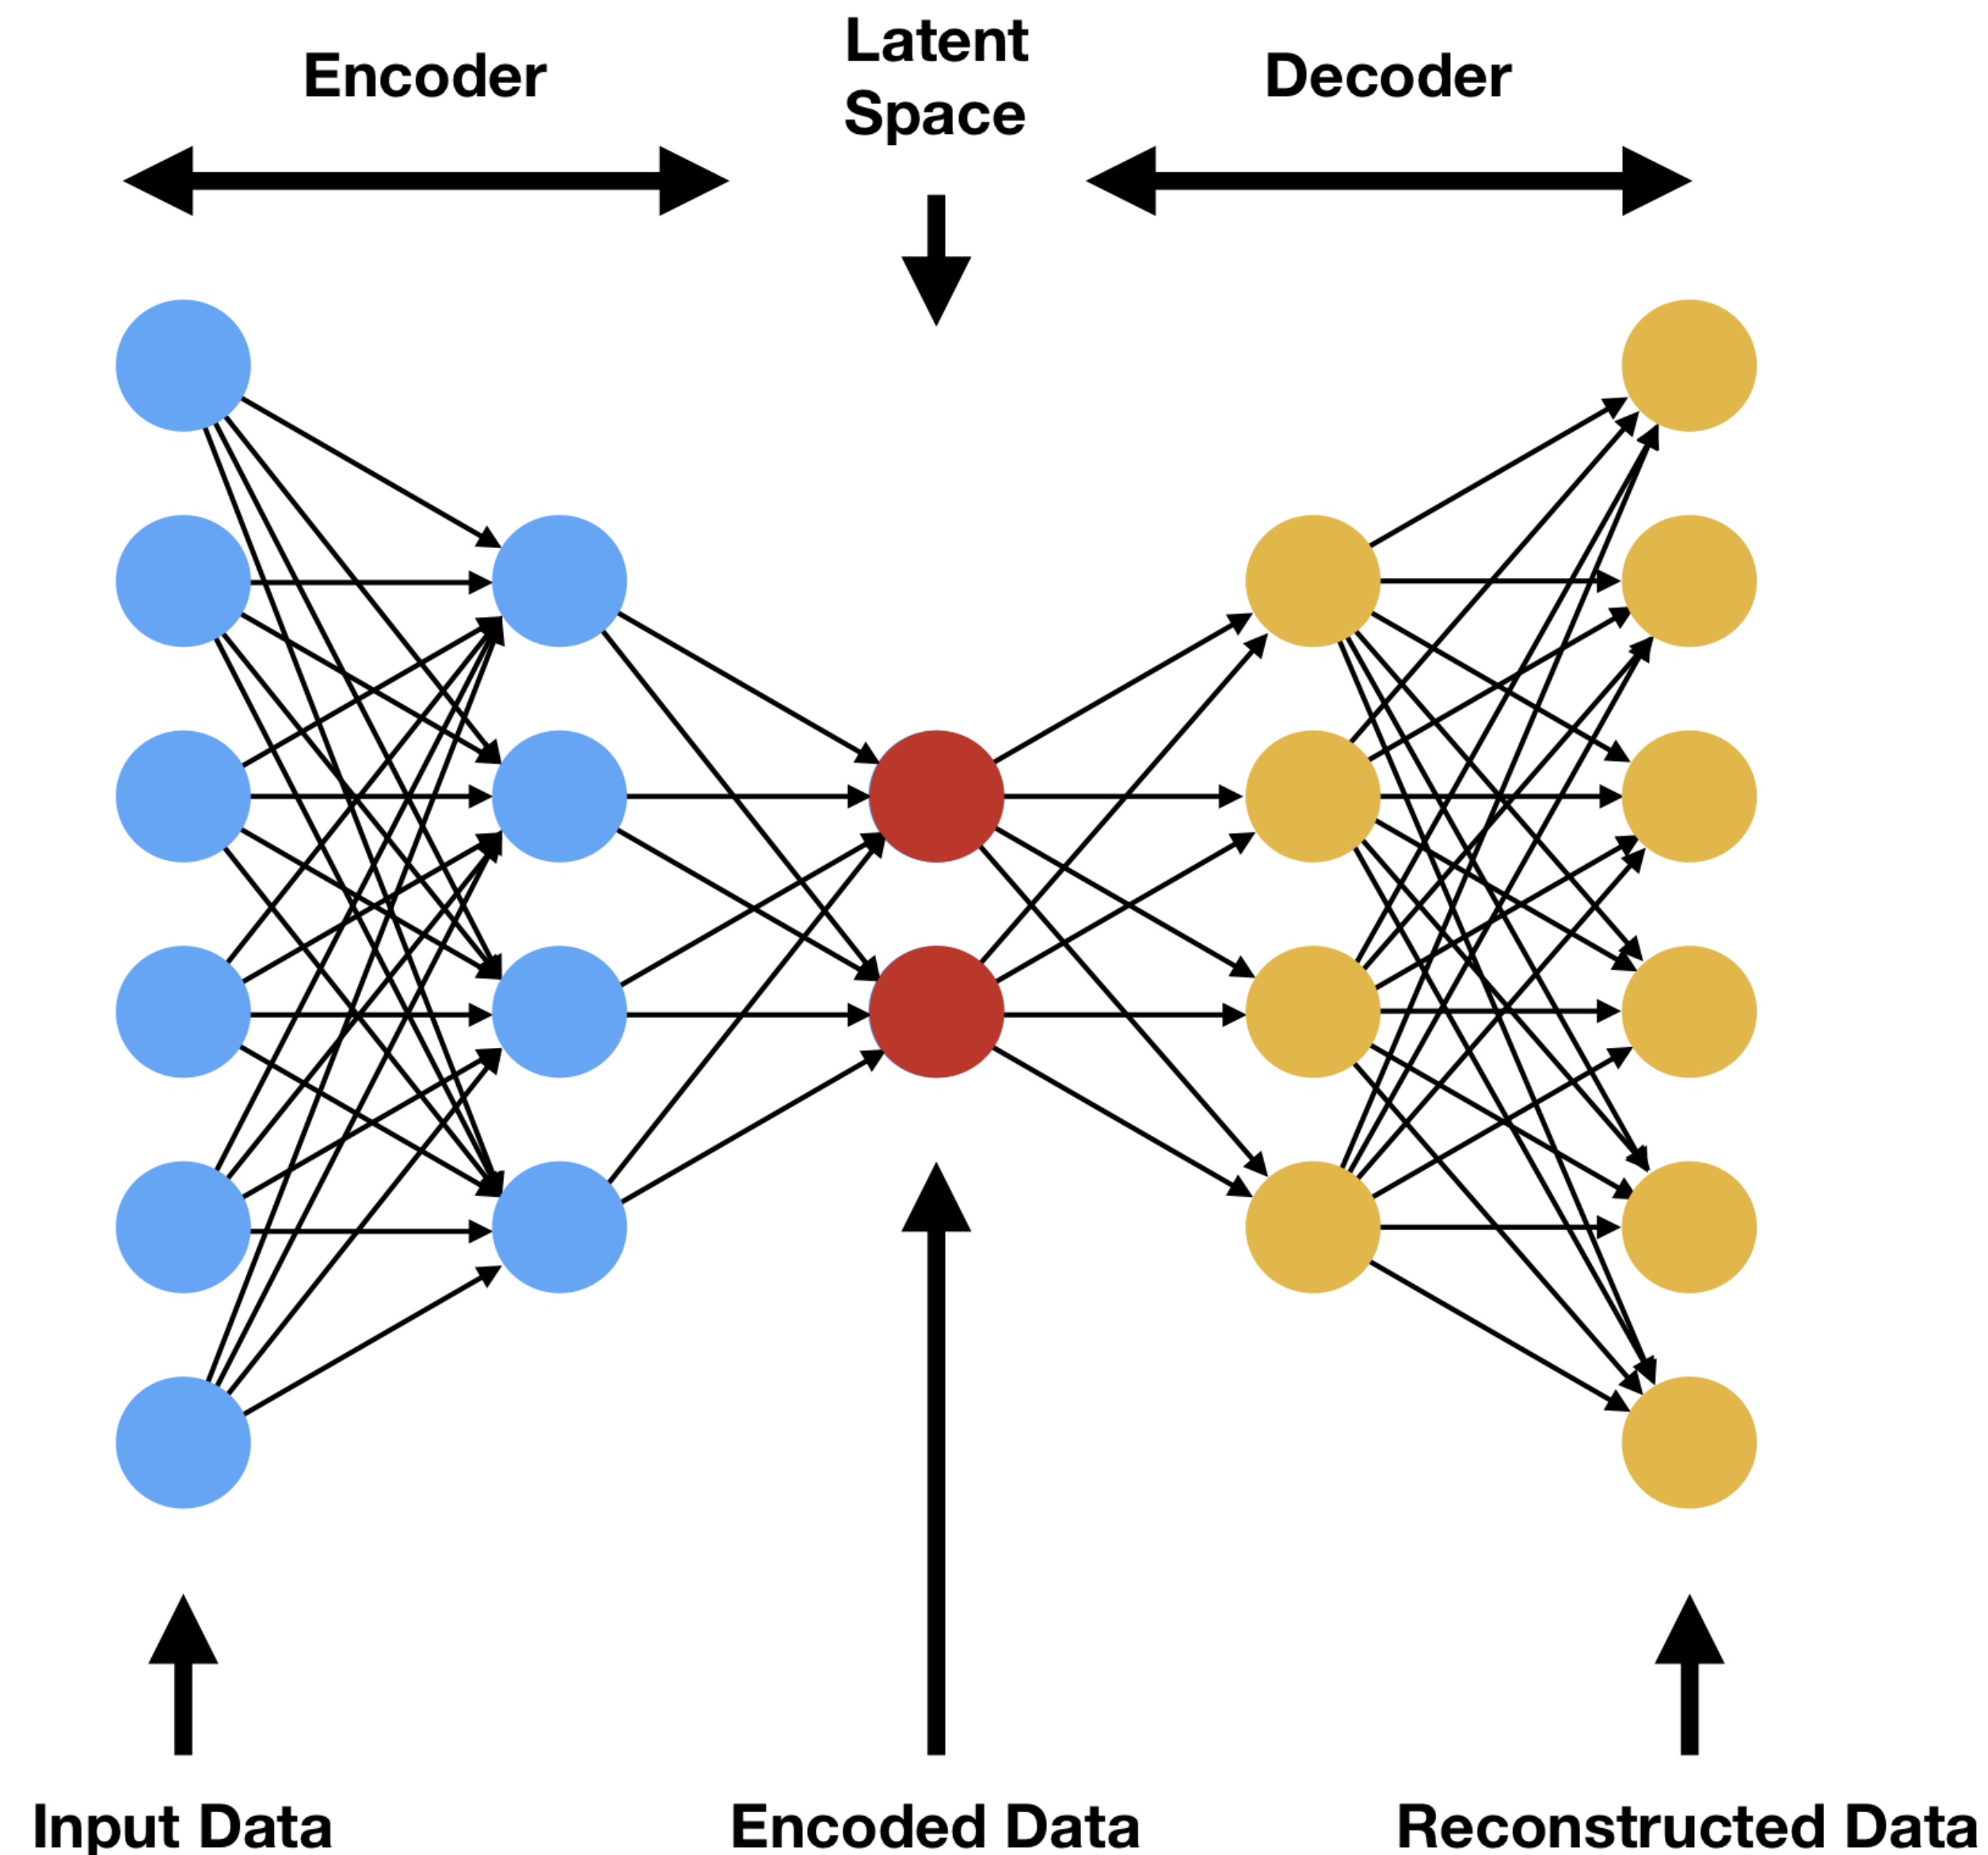 Encoder
Latent
Space
Decoder
Input Data
Encoded Data
Reconstructed Data